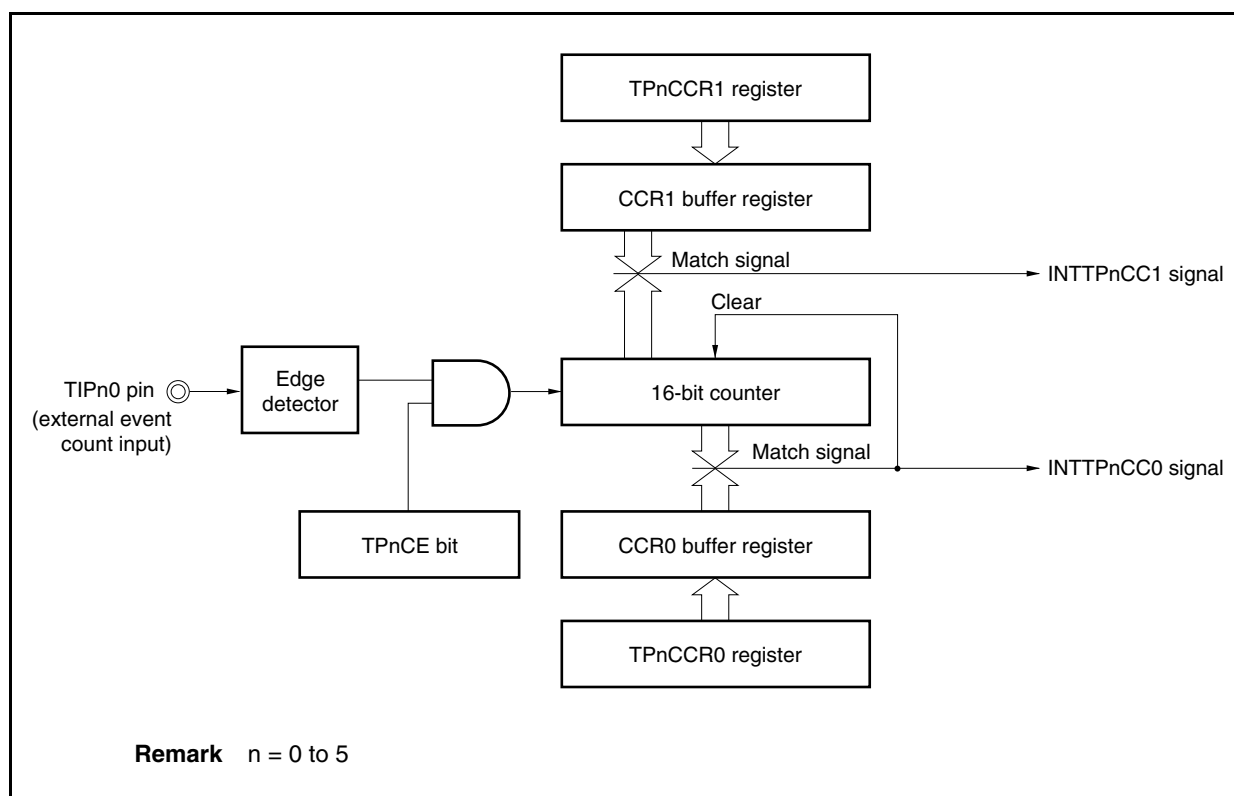 TPnCCR1 register
CCR1 buffer register
Match signal
INTTPnCC1 signal
Clear
TIPn0 pin
(external event
count input)
Edge
detector
16-bit counter
Match signal
INTTPnCC0 signal
TPnCE bit
CCR0 buffer register
TPnCCR0 register
Remark n = 0 to 5